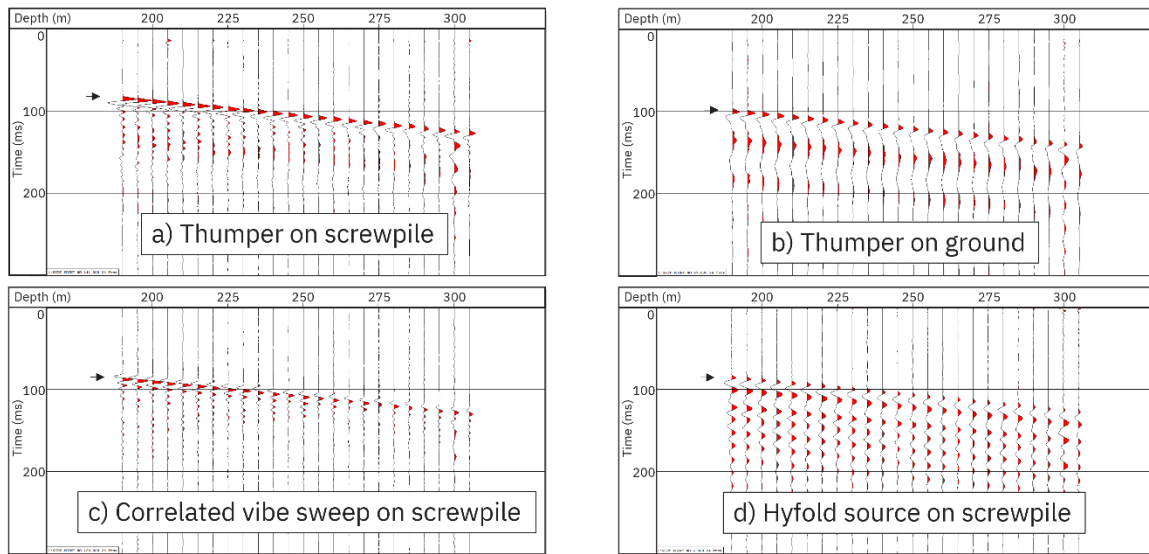 Depth (m) 200 225 250 275 300
0
100
Time (ms)
200
a) Thumper on screwpile
Depth (m) 200 225 250 275 300
0
100
Time (ms)
200
b) Thumper on ground
Depth (m) 200 225 250 275 300
0
100
Time (ms)
200
c) Correlated vibe sweep on screwpile
Depth (m) 200 225 250 275 300
0
100
Time (ms)
200
d) Hyfold source on screwpile